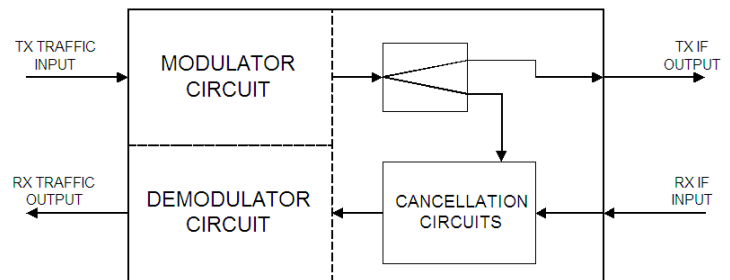 TX TRAFFIC
INPUT
MODULATOR
CIRCUIT
TX IF
OUTPUT
RX TRAFFIC
OUTPUT
DEMODULATOR
CIRCUIT
CANCELLATION
CIRCUITS
RX IF
INPUT